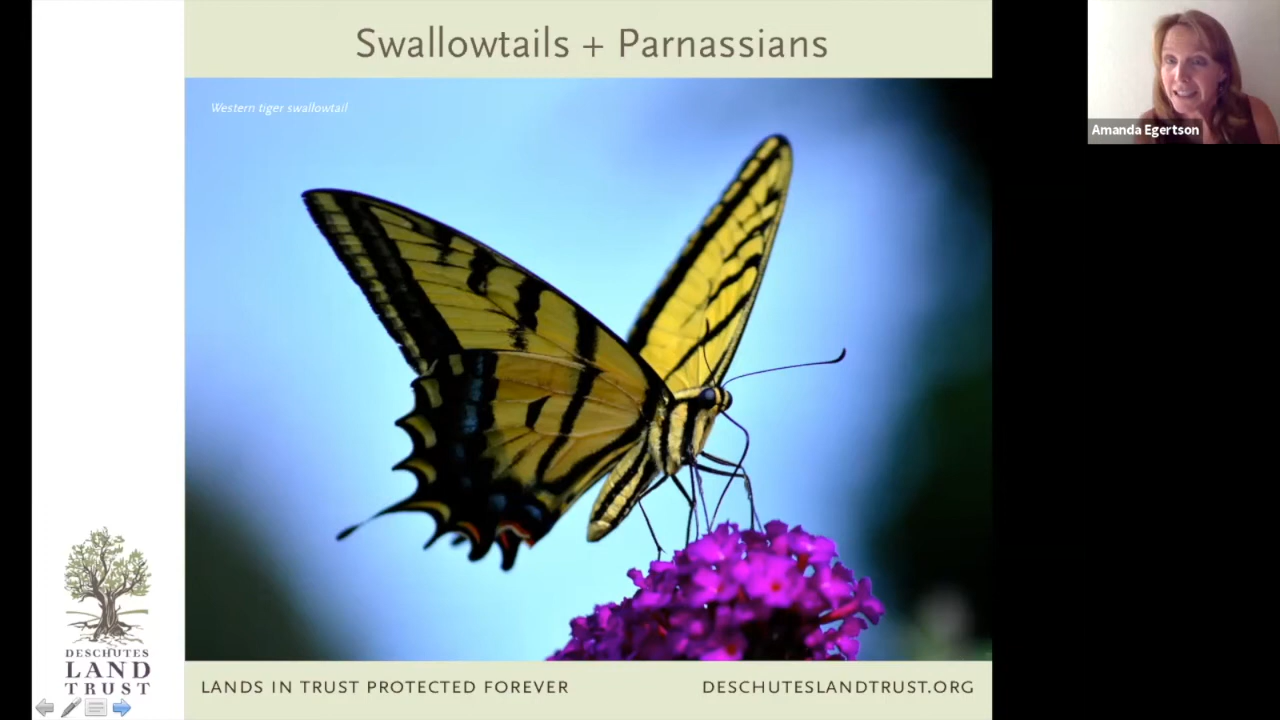 Swallowtails + Parnassians
Western tiger swallowtail
Amanda Egertson
DESCHUTES
LAND
TRUST
LANDS IN TRUST PROTECTED FOREVER
DESCHUTESLANDTRUST.ORG